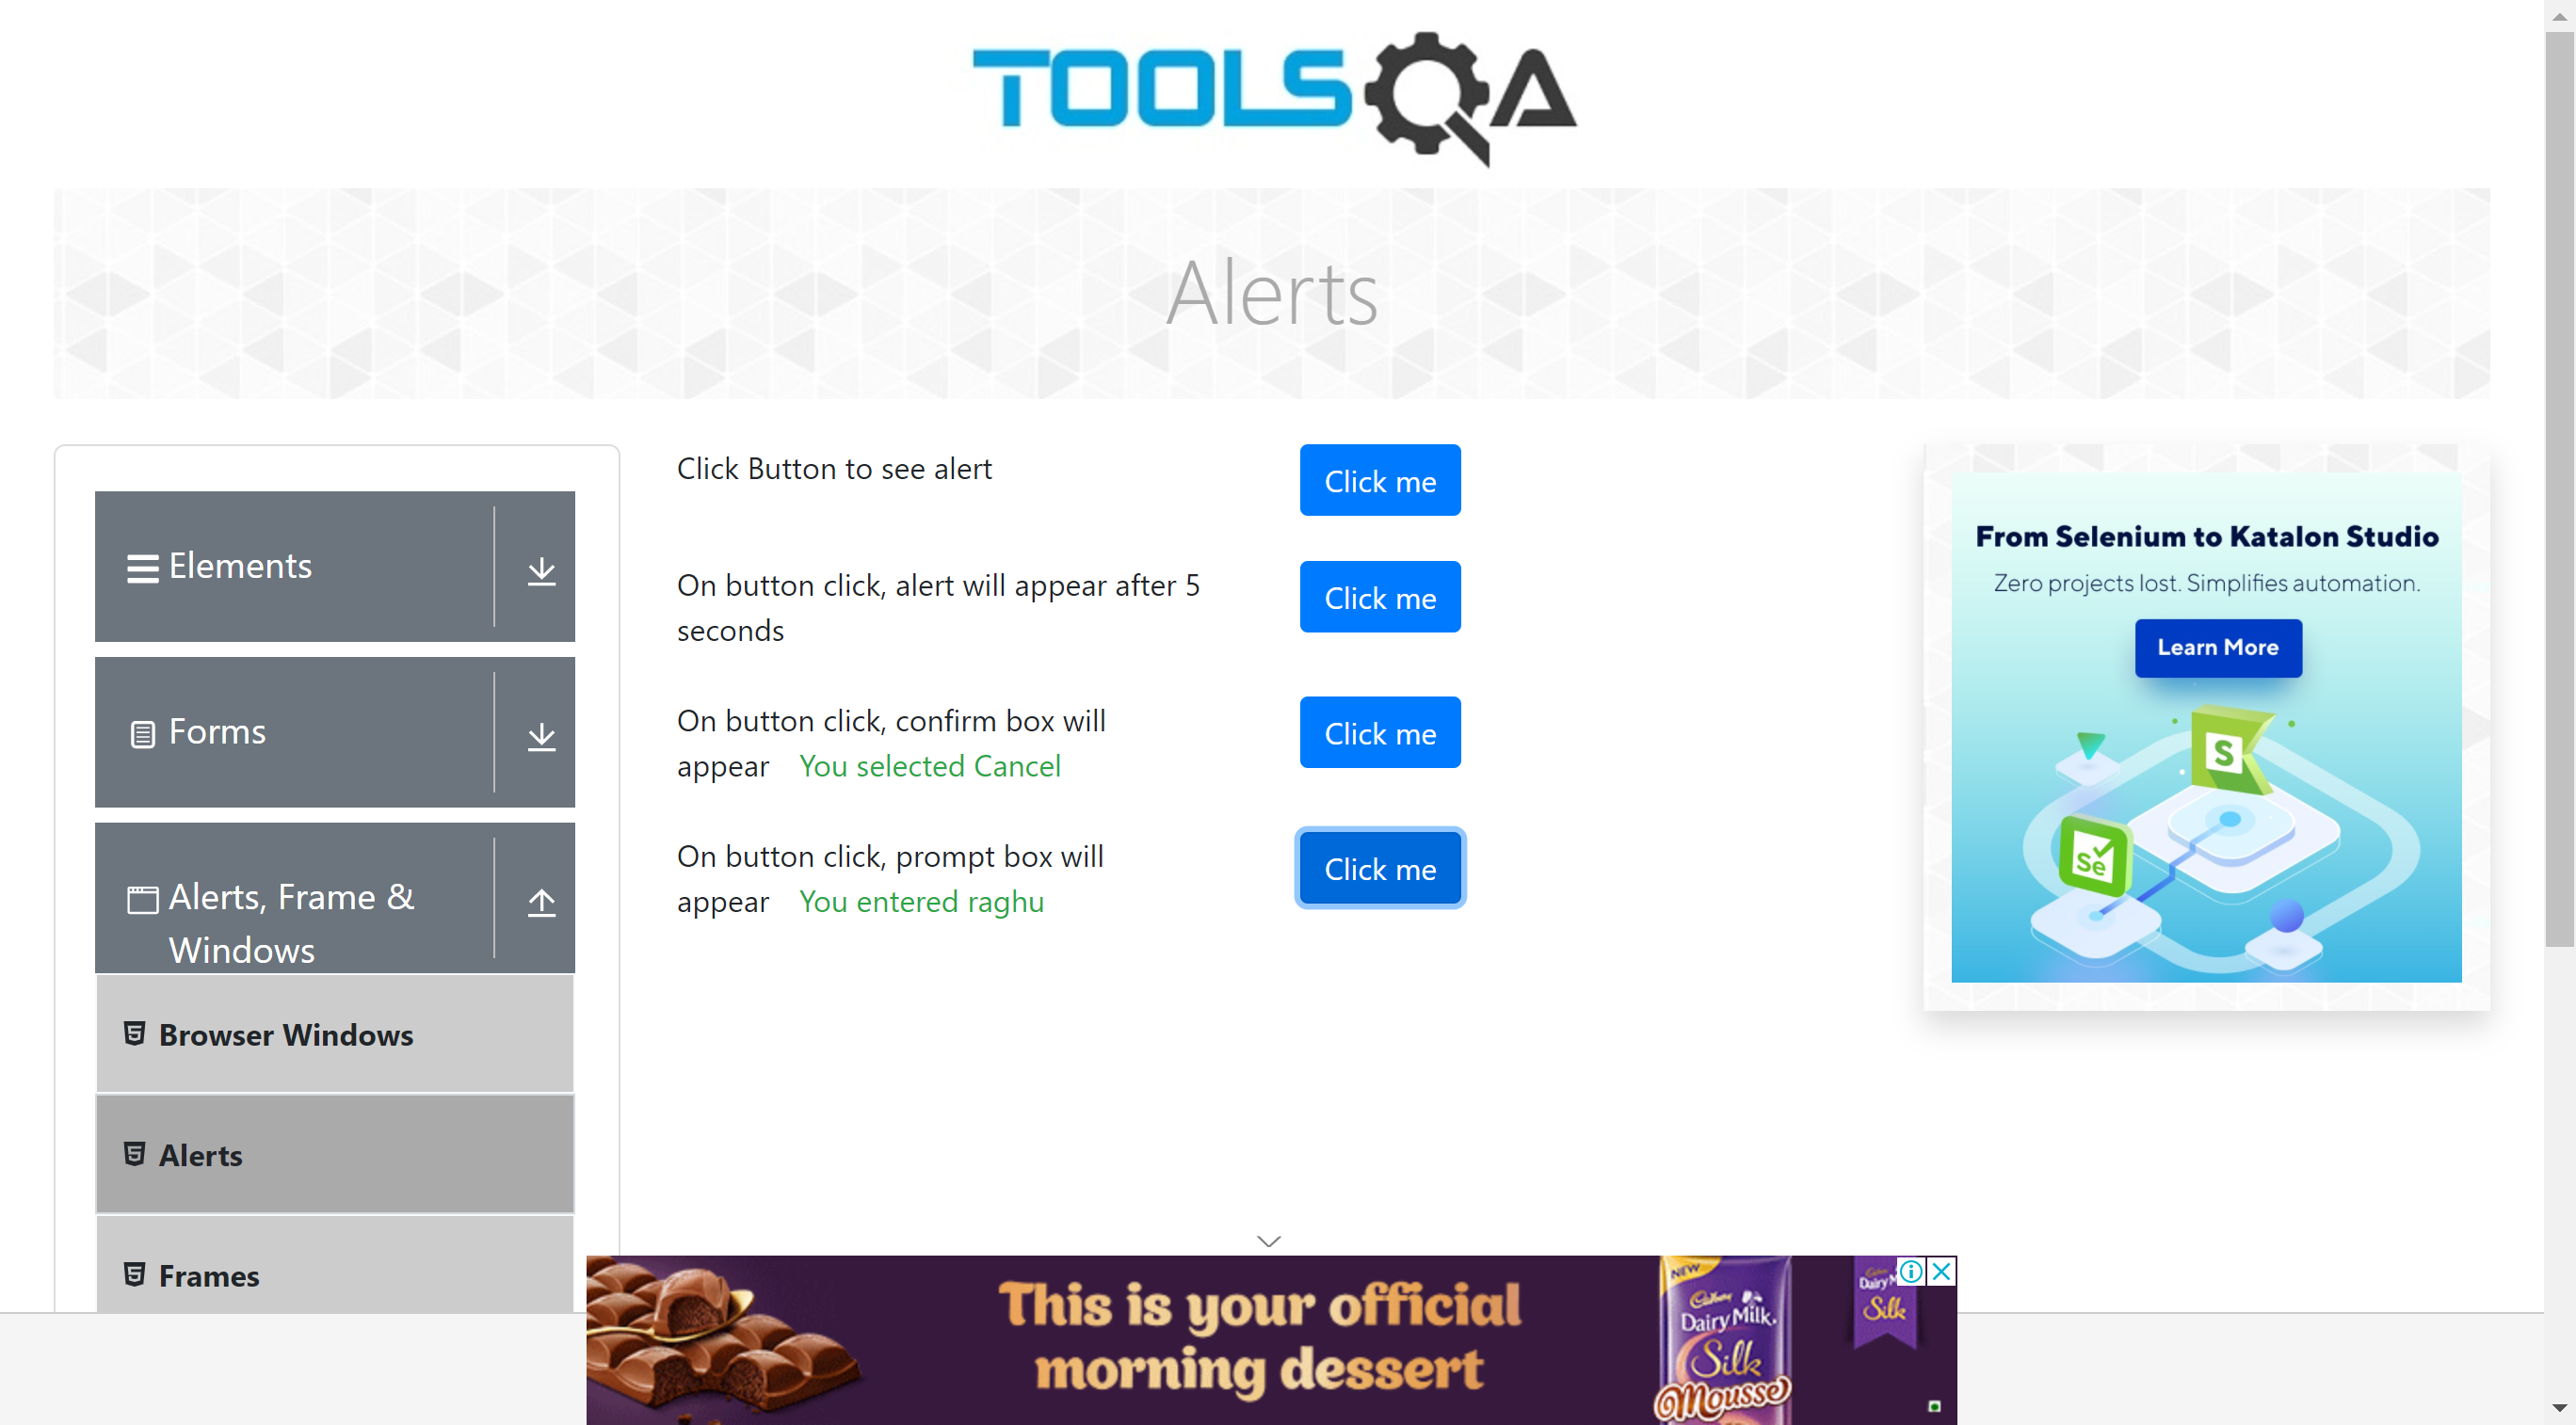 TOOLSQA
Alerts
Elements
Forms
Alerts, Frame &
Windows
Browser Windows
Alerts
Frames
Click Button to see alert
Click me
On button click, alert will appear after 5
seconds
Click me
On button click, confirm box will
appear You selected Cancel
Click me
On button click, prompt box will
appear You entered raghu
Click me
From Selenium to Katalon Studio
Zero projects lost. Simplifies automation.
Learn More
S
Se
This is your official
morning dessert
NEW
Cadbury
Dairy Milk
Silk
Mousse
Cadbury
Dairy M
Silk